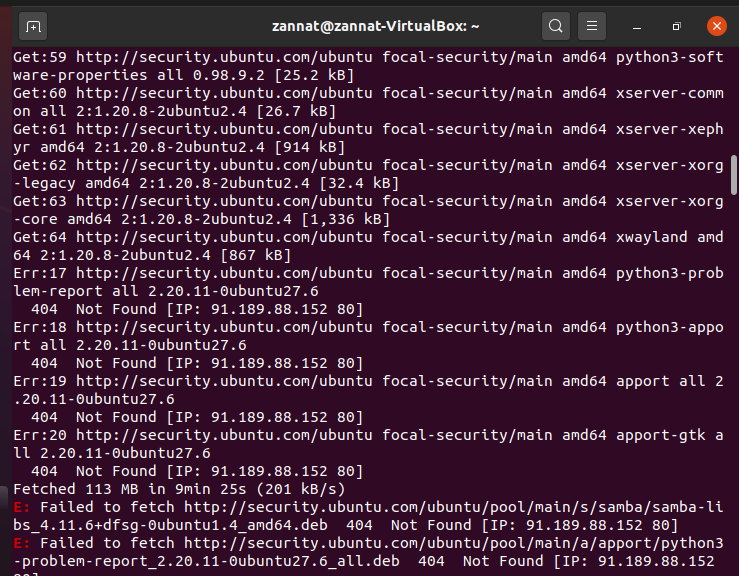 zannat@zannat-VirtualBox: ~
Get:59 http://security.ubuntu.com/ubuntu focal-security/main amd64 python3-soft
ware-properties all 0.98.9.2 [25.2 kB]
Get:60 http://security.ubuntu.com/ubuntu focal-security/main amd64 xserver-comm
on all 2:1.20.8-2ubuntu2.4 [26.7 kB]
Get:61 http://security.ubuntu.com/ubuntu focal-security/main amd64 xserver-xeph
yr amd64 2:1.20.8-2ubuntu2.4 [914 kB]
Get:62 http://security.ubuntu.com/ubuntu focal-security/main amd64 xserver-xorg
-legacy amd64 2:1.20.8-2ubuntu2.4 [32.4 kB]
Get:63 http://security.ubuntu.com/ubuntu focal-security/main amd64 xserver-xorg
-core amd64 2:1.20.8-2ubuntu2.4 [1,336 kB]
Get:64 http://security.ubuntu.com/ubuntu focal-security/main amd64 xwayland amd
64 2:1.20.8-2ubuntu2.4 [867 kB]
Err:17 http://security.ubuntu.com/ubuntu focal-security/main amd64 python3-prob
lem-report all 2.20.11-0ubuntu27.6
  404  Not Found [IP: 91.189.88.152 80]
Err:18 http://security.ubuntu.com/ubuntu focal-security/main amd64 python3-appo
rt all 2.20.11-0ubuntu27.6
  404  Not Found [IP: 91.189.88.152 80]
Err:19 http://security.ubuntu.com/ubuntu focal-security/main amd64 apport all 2
.20.11-0ubuntu27.6
  404  Not Found [IP: 91.189.88.152 80]
Err:20 http://security.ubuntu.com/ubuntu focal-security/main amd64 apport-gtk a
ll 2.20.11-0ubuntu27.6
  404  Not Found [IP: 91.189.88.152 80]
Fetched 113 MB in 9min 25s (201 kB/s)
E: Failed to fetch http://security.ubuntu.com/ubuntu/pool/main/s/samba/samba-li
bs_4.11.6+dfsg-0ubuntu1.4_amd64.deb  404  Not Found [IP: 91.189.88.152 80]
E: Failed to fetch http://security.ubuntu.com/ubuntu/pool/main/a/apport/python3
-problem-report_2.20.11-0ubuntu27.6_all.deb  404  Not Found [IP: 91.189.88.152